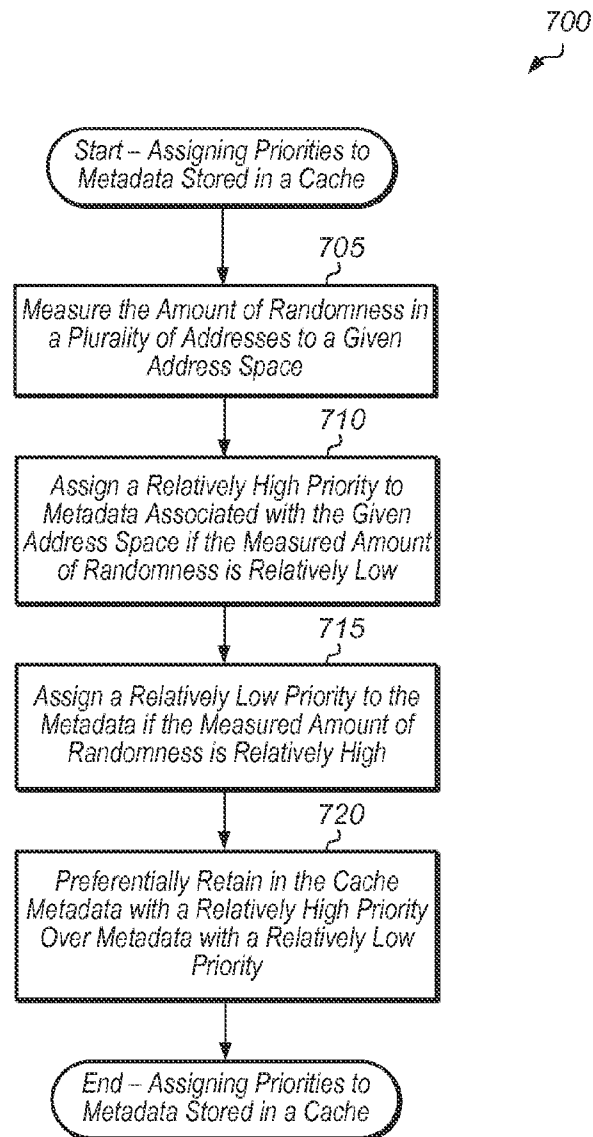 700
Start – Assigning Priorities to
Metadata Stored in a Cache
705
Measure the Amount of Randomness in
a Plurality of Addresses to a Given
Address Space
710
Assign a Relatively High Priority to
Metadata Associated with the Given
Address Space if the Measured Amount
of Randomness is Relatively Low
715
Assign a Relatively Low Priority to the
Metadata if the Measured Amount of
Randomness is Relatively High
720
Preferentially Retain in the Cache
Metadata with a Relatively High Priority
Over Metadata with a Relatively Low
Priority
End – Assigning Priorities to
Metadata Stored in a Cache